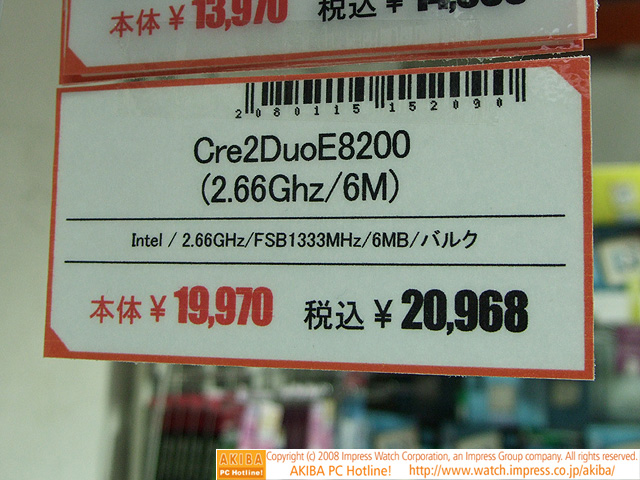 本体 ¥ 13,970 税込 ¥
2080115152090
Cre2DuoE8200
(2.66Ghz/6M)
Intel / 2.66GHz/FSB1333MHz/6MB/バルク
本体 ¥ 19,970 税込 ¥ 20,968
AKIBA PC Hotline!
Copyright (c) 2008 Impress Watch Corporation, an Impress Group company. All rights reserved.
AKIBA PC Hotline! http://www.watch.impress.co.jp/akiba/